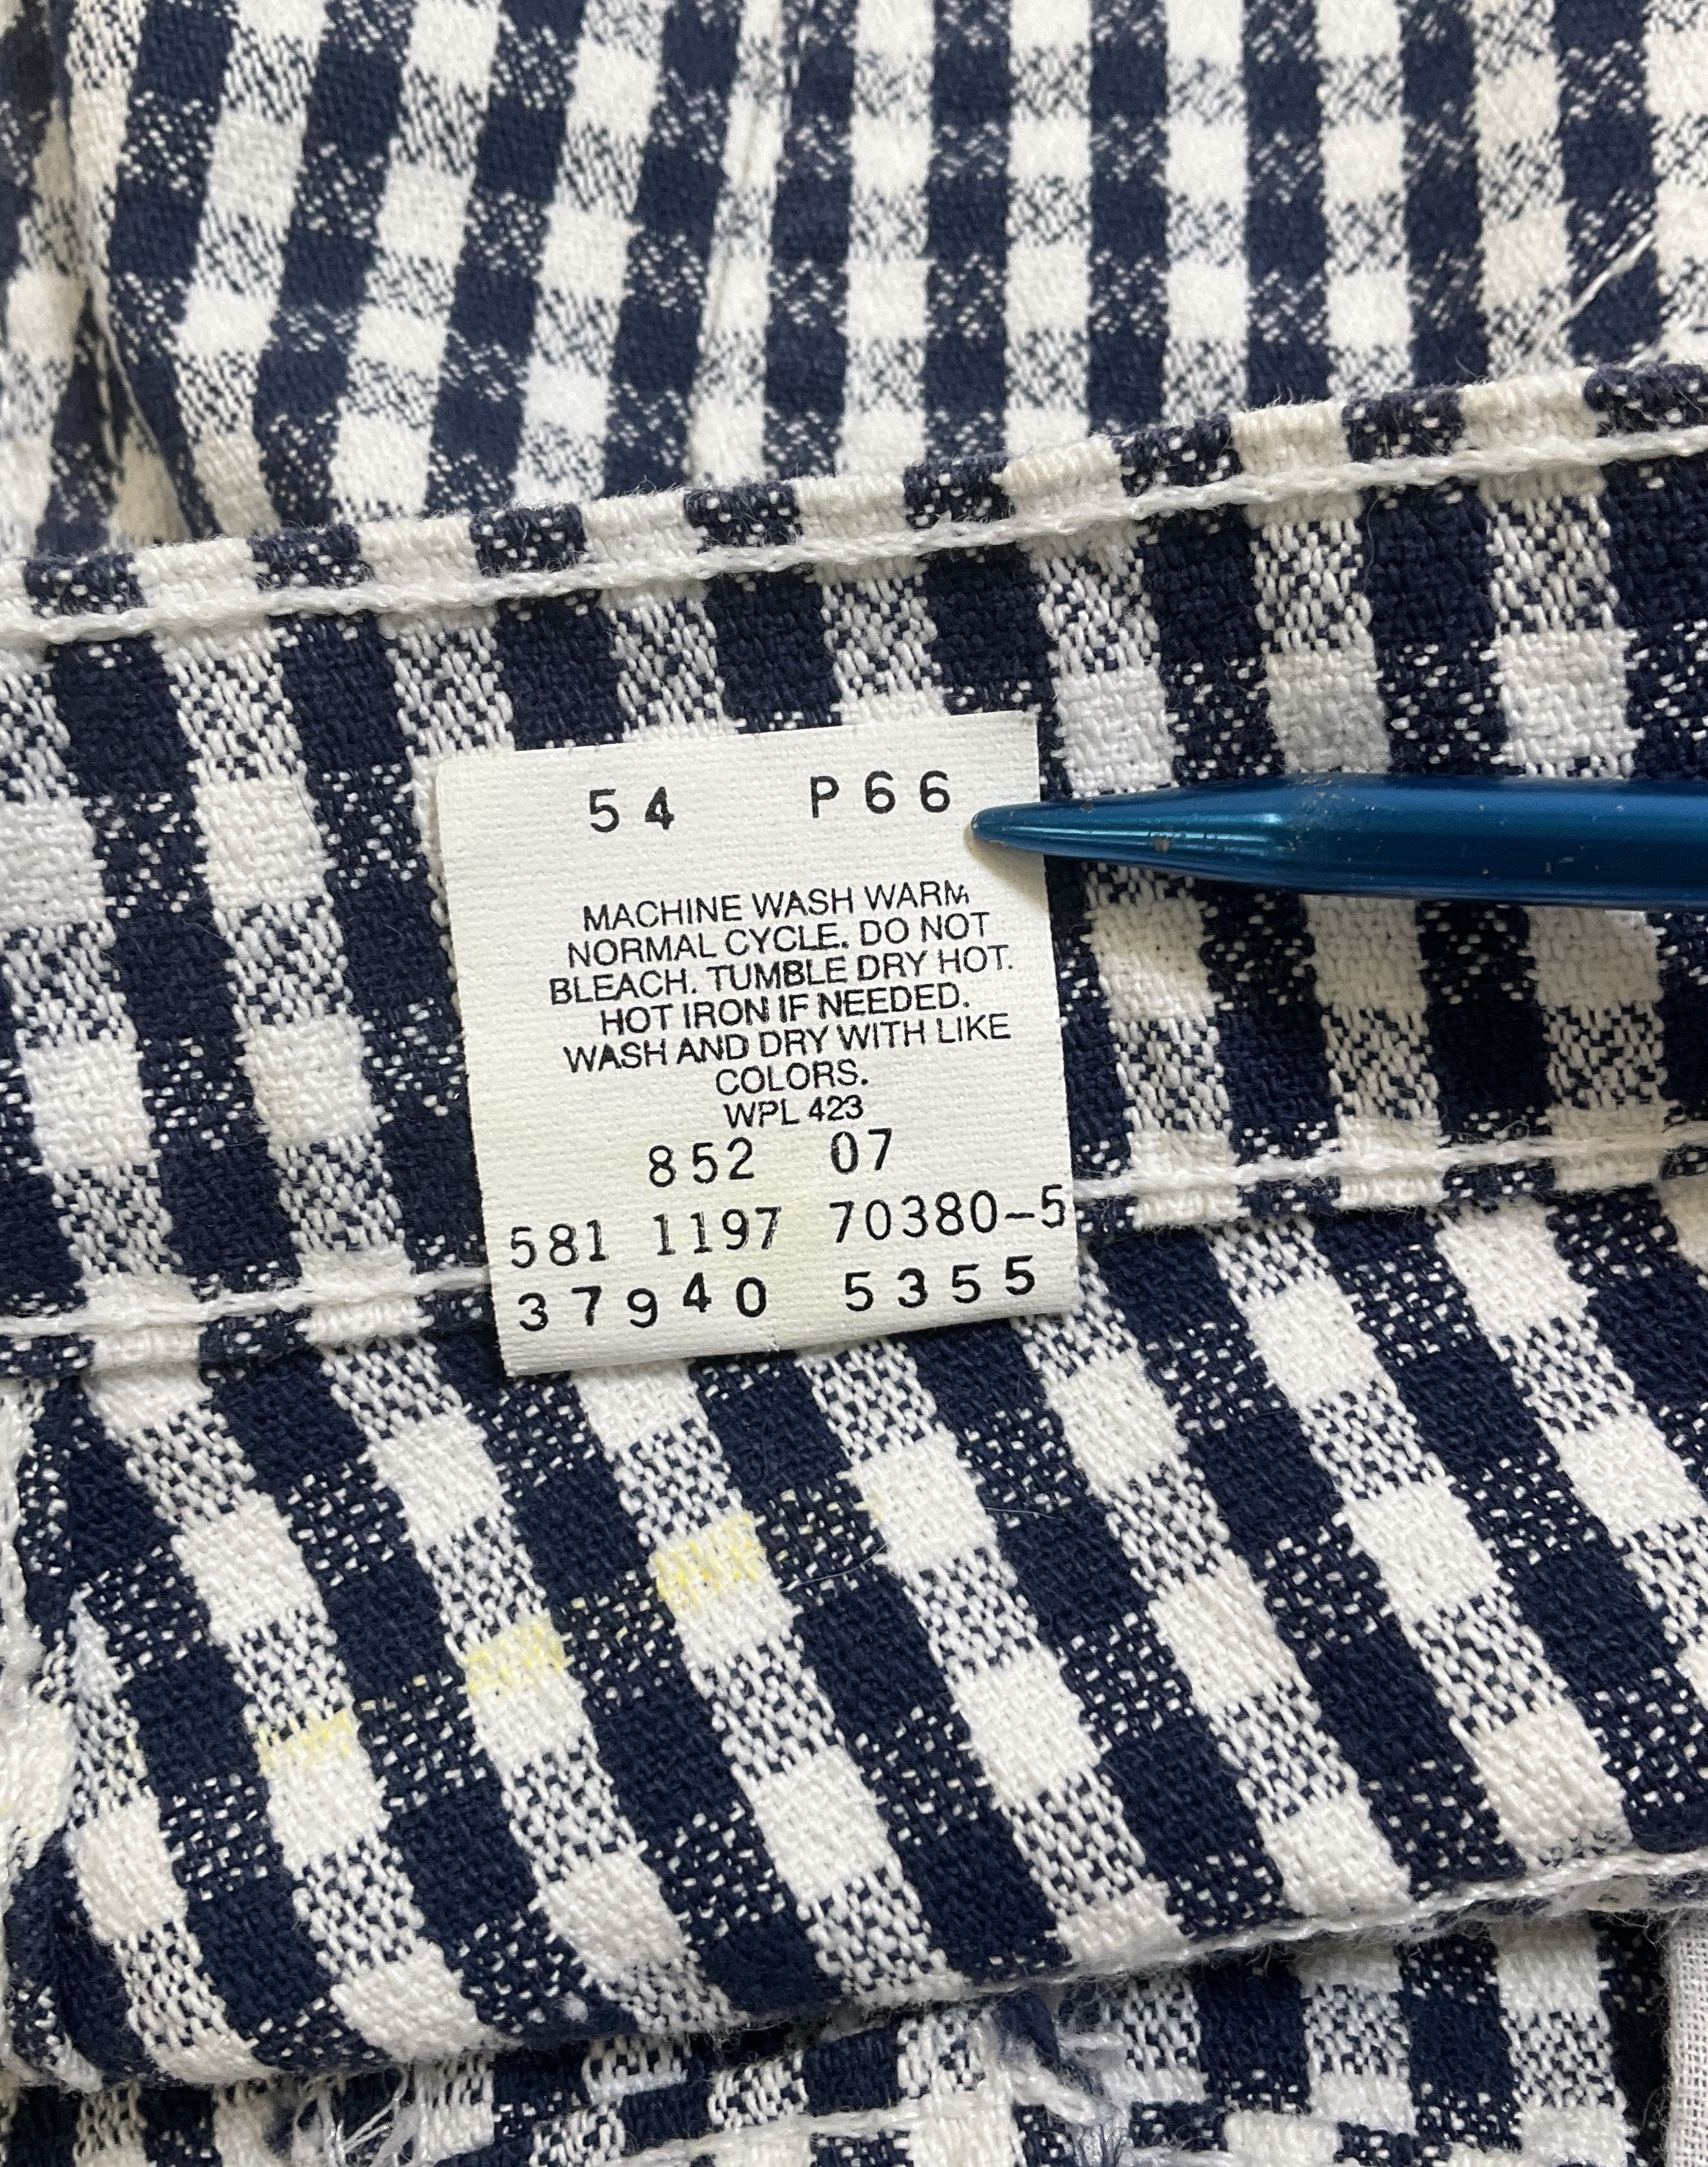 54 P66
MACHINE WASH WARM
NORMAL CYCLE. DO NOT
BLEACH. TUMBLE DRY HOT.
HOT IRON IF NEEDED.
WASH AND DRY WITH LIKE
COLORS.
WPL 423
852 07
581 1197 70380-5
37940 5355